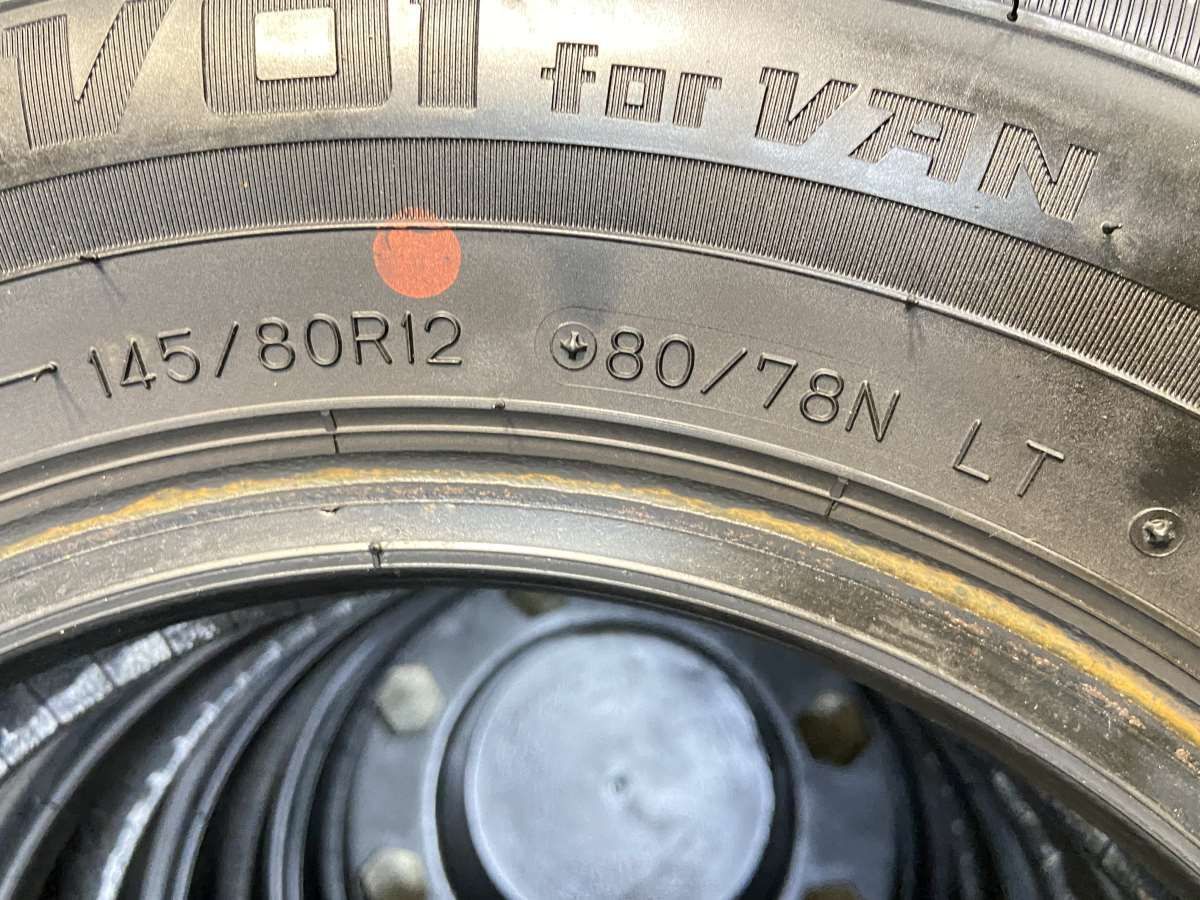 V01 for VAN
145/80R12 80/78N LT